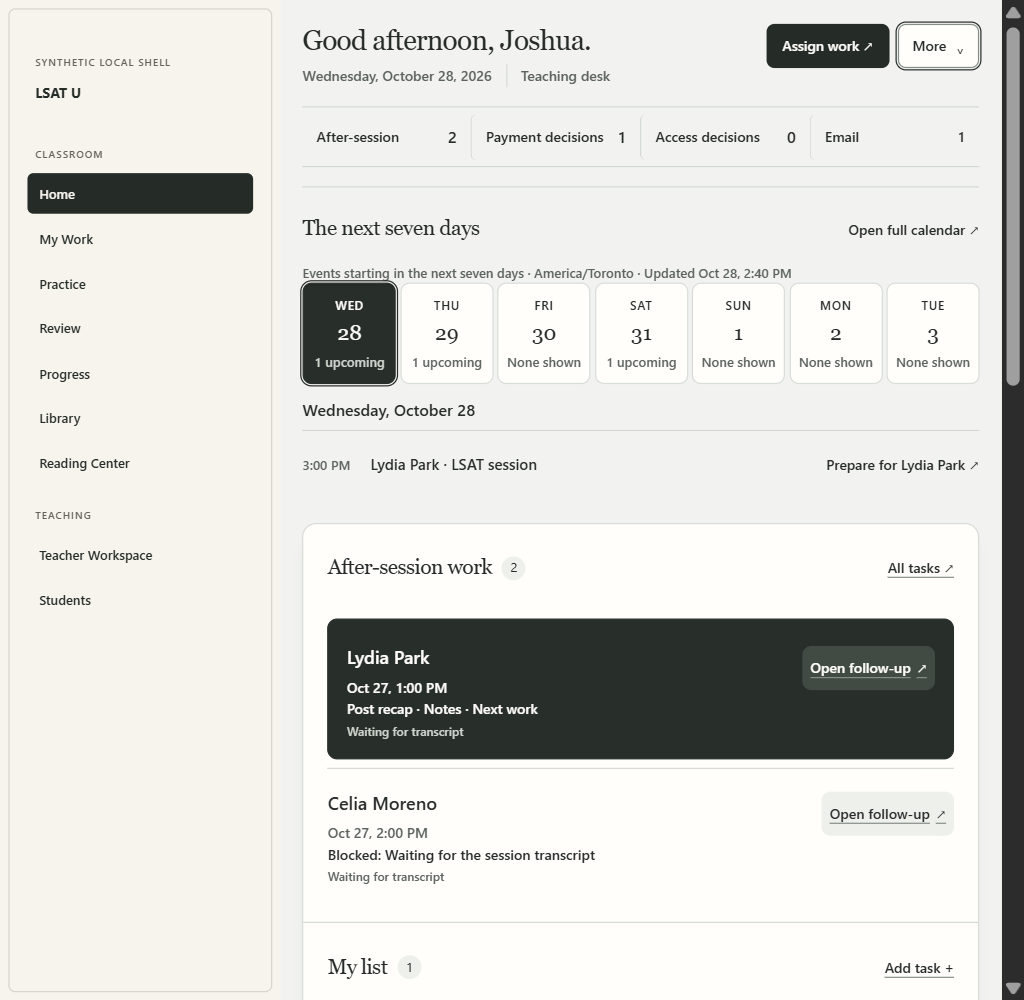 SYNTHETIC LOCAL SHELL
LSAT U
CLASSROOM
Home
My Work
Practice
Review
Progress
Library
Reading Center
TEACHING
Teacher Workspace
Students
Good afternoon, Joshua.
Wednesday, October 28, 2026 Teaching desk
Assign work ↗
More v
After-session 2 Payment decisions 1 Access decisions 0 Email 1
The next seven days
Open full calendar ↗
Events starting in the next seven days · America/Toronto · Updated Oct 28, 2:40 PM
WED THU FRI SAT SUN MON TUE
28 29 30 31 1 2 3
1 upcoming 1 upcoming None shown 1 upcoming None shown None shown None shown
Wednesday, October 28
3:00 PM Lydia Park · LSAT session Prepare for Lydia Park ↗
After-session work 2
All tasks ↗
Lydia Park
Oct 27, 1:00 PM
Post recap · Notes · Next work
Waiting for transcript
Open follow-up ↗
Celia Moreno
Oct 27, 2:00 PM
Blocked: Waiting for the session transcript
Waiting for transcript
Open follow-up ↗
My list 1
Add task +